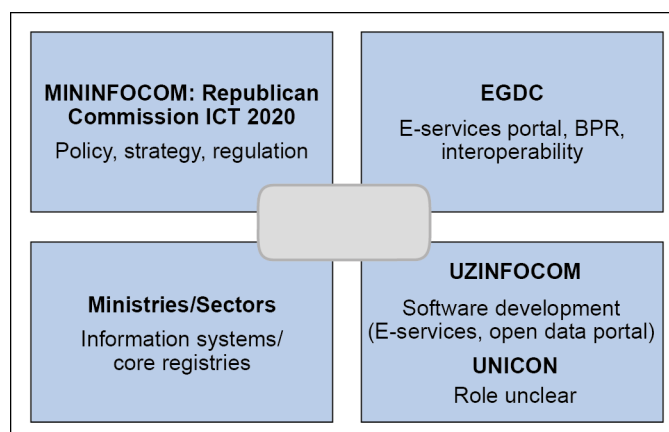 MININFOCOM: Republican
Commission ICT 2020
Policy, strategy, regulation
EGDC
E-services portal, BPR,
interoperability
Ministries/Sectors
Information systems/
core registries
UZINFOCOM
Software development
(E-services, open data portal)
UNICON
Role unclear